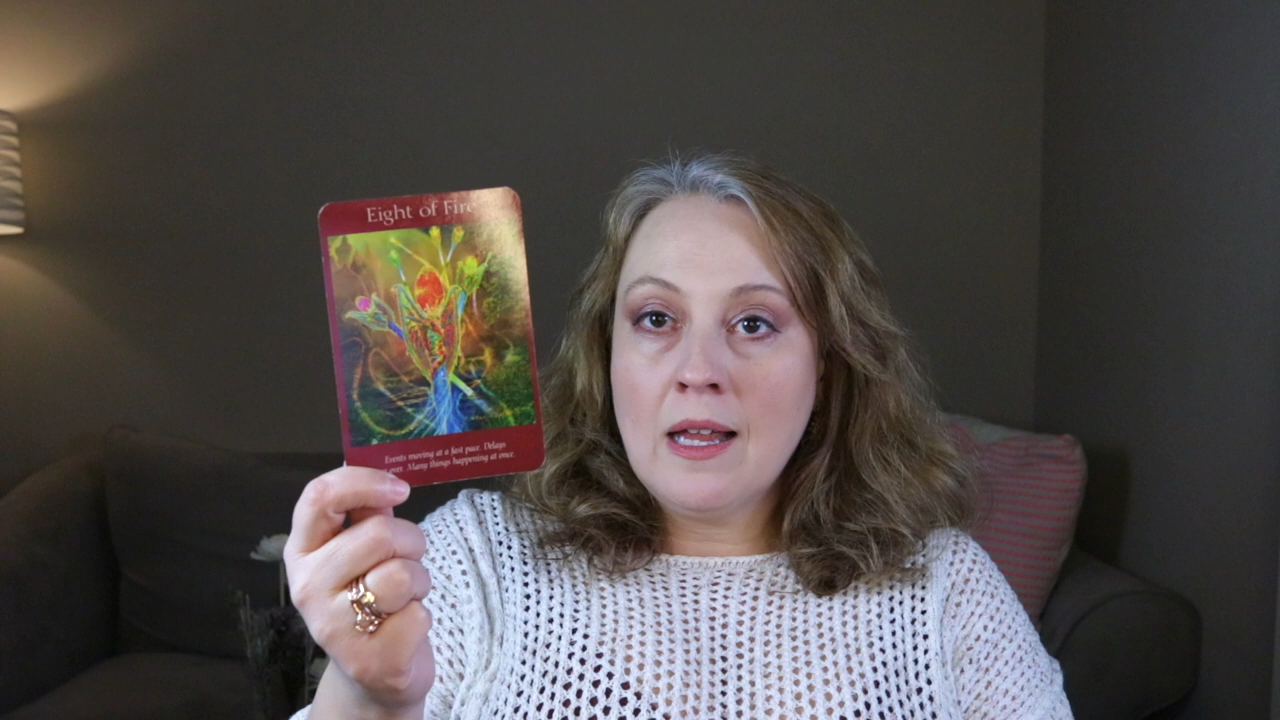 Eight of Fire
Events moving at a fast pace. Delays
over. Many things happening at once.